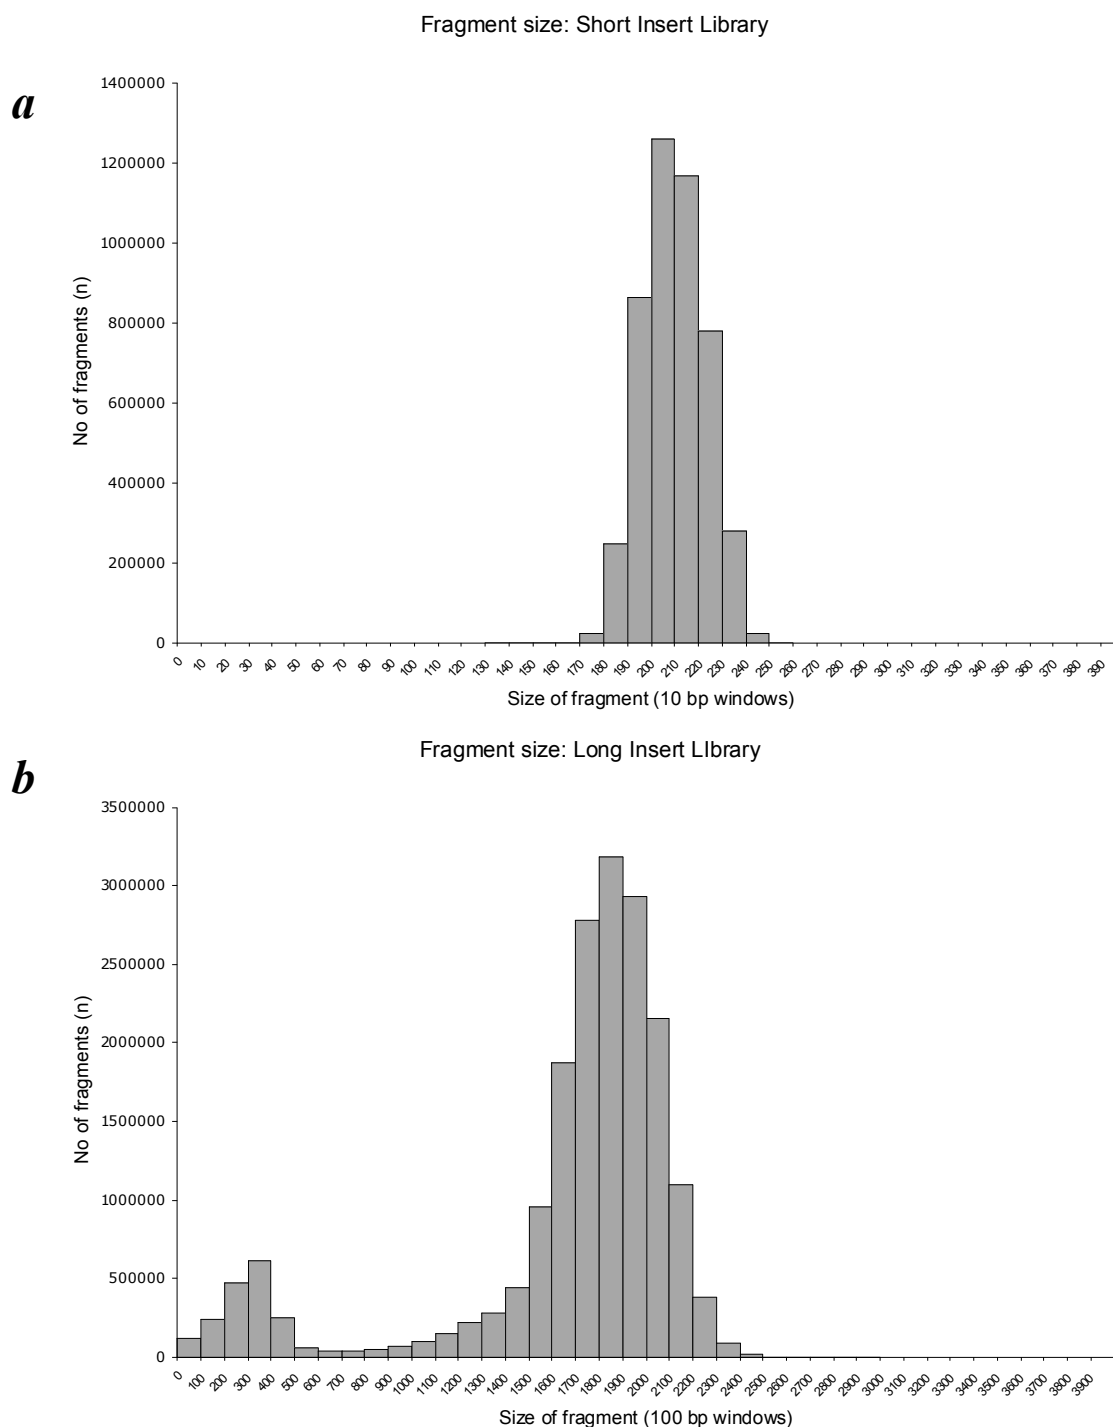 Fragment size: Short Insert Library
a
1400000
1200000
1000000
800000
600000
400000
200000
0
No of fragments (n)
0 10 20 30 40 50 60 70 80 90 100 110 120 130 140 150 160 170 180 190 200 210 220 230 240 250 260 270 280 290 300 310 320 330 340 350 360 370 380 390
Size of fragment (10 bp windows)
Fragment size: Long Insert LIbrary
b
3500000
3000000
2500000
2000000
1500000
1000000
500000
0
No of fragments (n)
0 100 200 300 400 500 600 700 800 900 1000 1100 1200 1300 1400 1500 1600 1700 1800 1900 2000 2100 2200 2300 2400 2500 2600 2700 2800 2900 3000 3100 3200 3300 3400 3500 3600 3700 3800 3900
Size of fragment (100 bp windows)